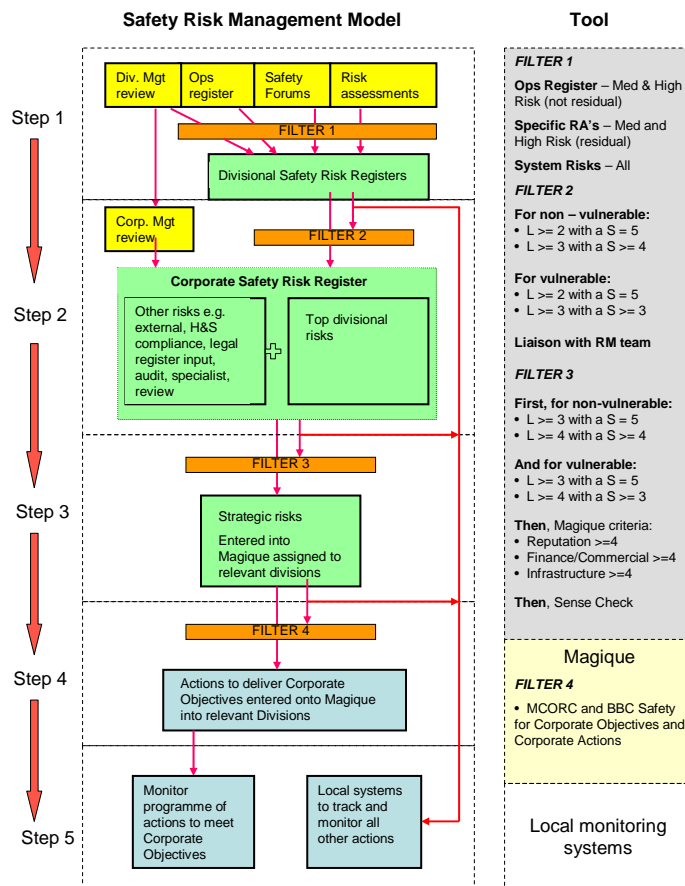 Safety Risk Management Model
Tool
Step 1
Div. Mgt
review
Ops
register
Safety
Forums
Risk
assessments
FILTER 1
Divisional Safety Risk Registers
Corp. Mgt
review
FILTER 2
Step 2
Corporate Safety Risk Register
Other risks e.g.
external, H&S
compliance, legal
register input,
audit, specialist,
review
Top divisional
risks
FILTER 3
Step 3
Strategic risks
Entered into
Magique assigned to
relevant divisions
FILTER 4
Step 4
Actions to deliver Corporate
Objectives entered onto Magique
into relevant Divisions
Step 5
Monitor
programme of
actions to meet
Corporate
Objectives
Local systems
to track and
monitor all
other actions
FILTER 1
Ops Register – Med & High
Risk (not residual)
Specific RA's – Med and
High Risk (residual)
System Risks – All
FILTER 2
For non – vulnerable:
• L >= 2 with a S = 5
• L >= 3 with a S >= 4
For vulnerable:
• L >= 2 with a S = 5
• L >= 3 with a S >= 3
Liaison with RM team
FILTER 3
First, for non-vulnerable:
• L >= 3 with a S = 5
• L >= 4 with a S >= 4
And for vulnerable:
• L >= 3 with a S = 5
• L >= 4 with a S >= 3
Then, Magique criteria:
• Reputation >=4
• Finance/Commercial >=4
• Infrastructure >=4
Then, Sense Check
Magique
FILTER 4
• MCORC and BBC Safety
for Corporate Objectives and
Corporate Actions
Local monitoring
systems